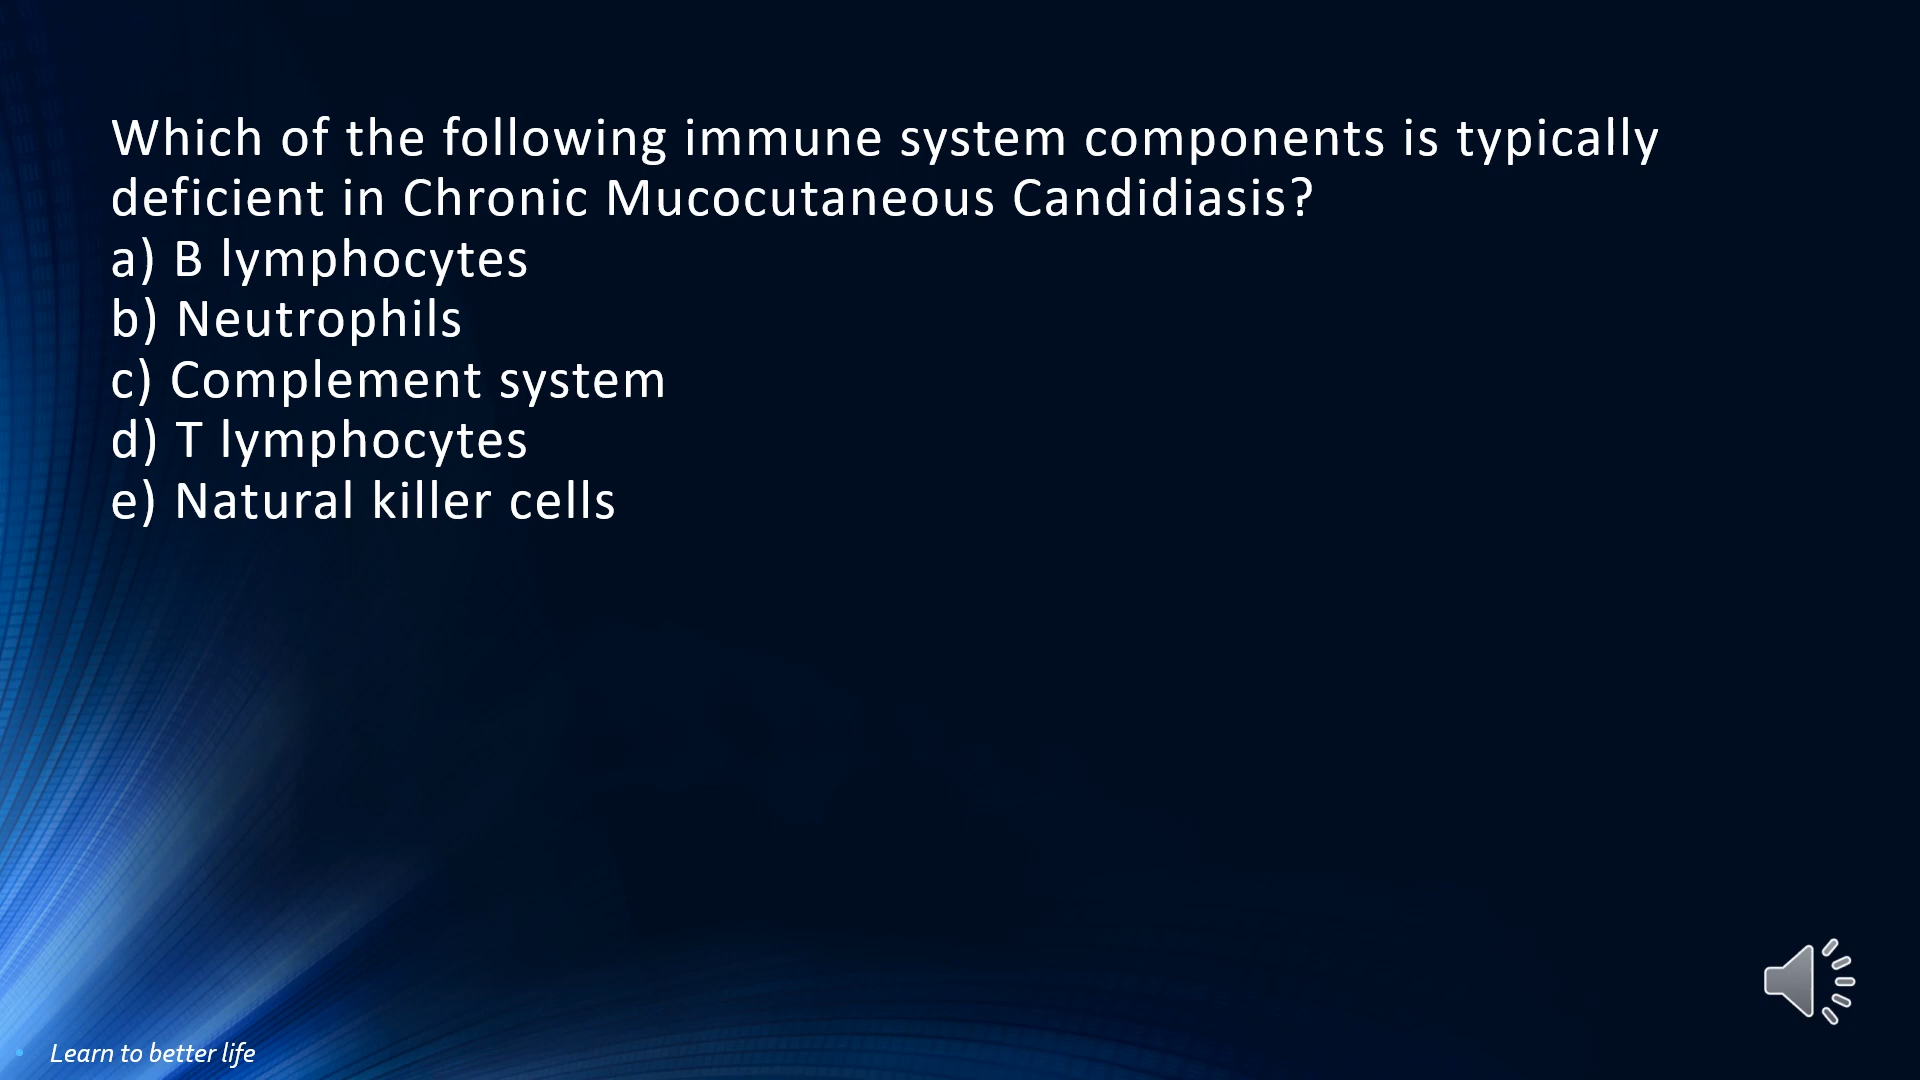 Which of the following immune system components is typically
deficient in Chronic Mucocutaneous Candidiasis?
a) B lymphocytes
b) Neutrophils
c) Complement system
d) T lymphocytes
e) Natural killer cells
• Learn to better life